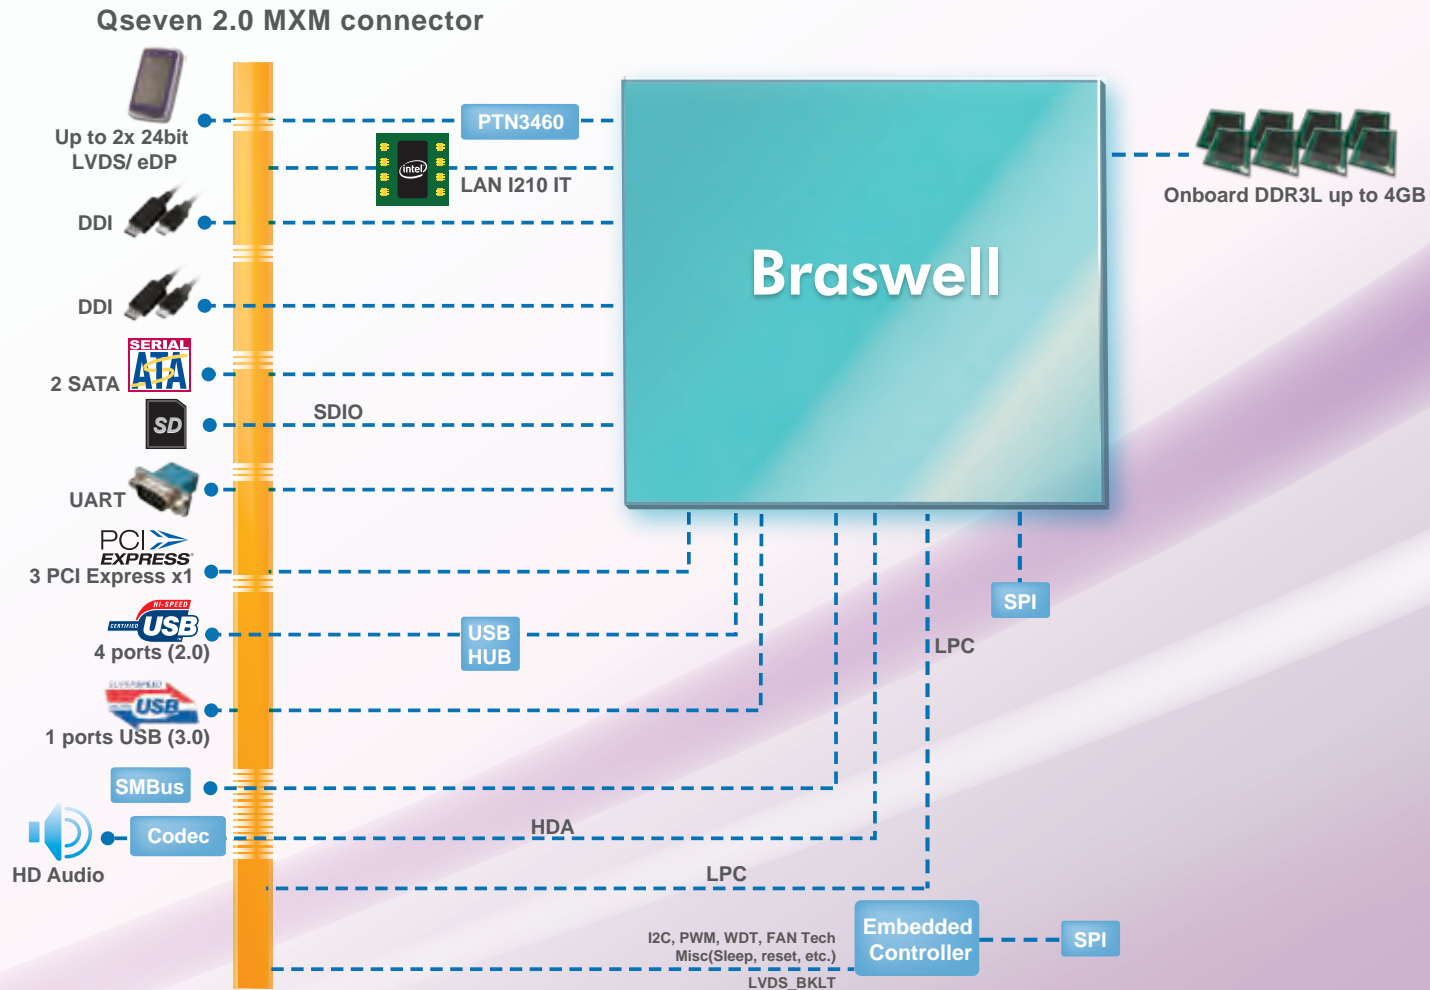 Qseven 2.0 MXM connector
Up to 2x 24bit
LVDS/ eDP
PTN3460
intel
LAN I210 IT
DDI
DDI
SERIAL
ATA
2 SATA
SD
SDIO
UART
PCI
EXPRESS
3 PCI Express x1
HI-SPEED
CERTIFIED
USB
4 ports (2.0)
USB
HUB
SUPERSPEED
USB
1 ports USB (3.0)
SMBus
Codec
HDA
HD Audio
LPC
LPC
I2C, PWM, WDT, FAN Tech
Misc(Sleep, reset, etc.)
LVDS_BKLT
Embedded
Controller
SPI
SPI
Braswell
Onboard DDR3L up to 4GB